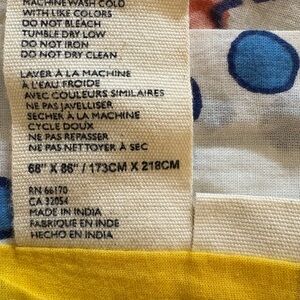 MACHINE WASH COLD
WITH LIKE COLORS
DO NOT BLEACH
TUMBLE DRY LOW
DO NOT IRON
DO NOT DRY CLEAN
LAVER À LA MACHINE
À L'EAU FROIDE
AVEC COULEURS SIMILAIRES
NE PAS JAVELLISER
SECHER À LA MACHINE
CYCLE DOUX
NE PAS REPASSER
NE PAS NETTOYER À SEC
68" X 86" / 173CM X 218CM
RN 66170
CA 32054
MADE IN INDIA
FABRIQUE EN INDE
HECHO EN INDIA